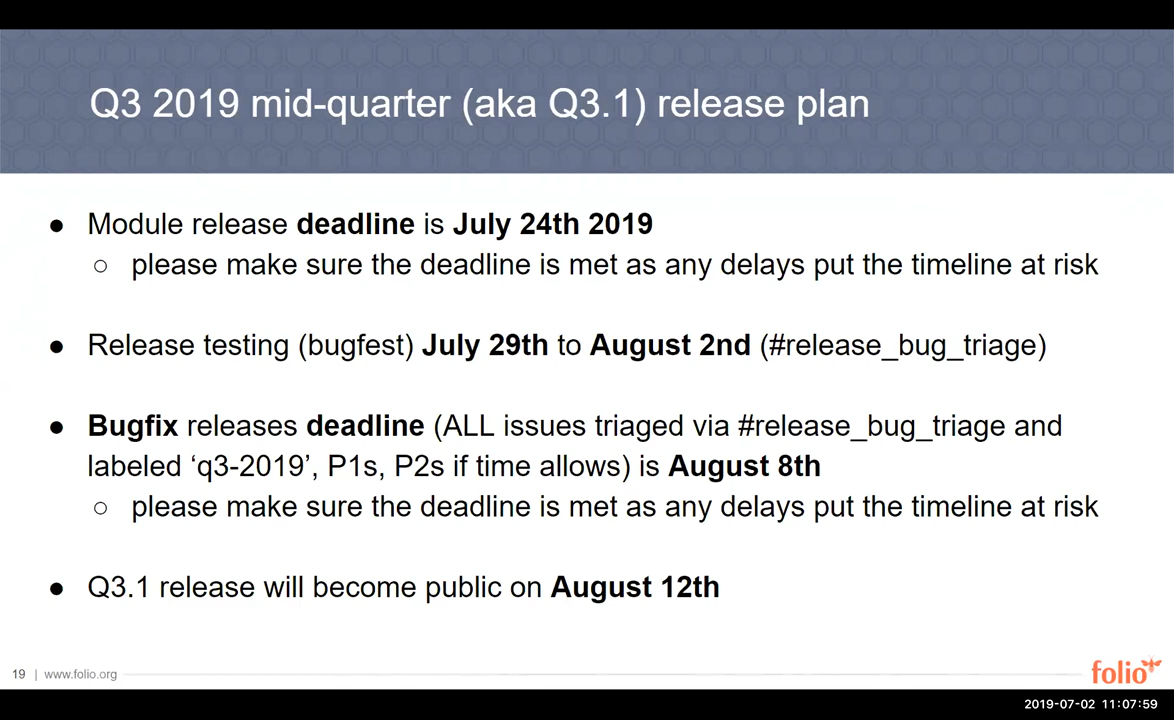 Q3 2019 mid-quarter (aka Q3.1) release plan
● Module release deadline is July 24th 2019
○ please make sure the deadline is met as any delays put the timeline at risk
● Release testing (bugfest) July 29th to August 2nd (#release_bug_triage)
● Bugfix releases deadline (ALL issues triaged via #release_bug_triage and
labeled ‘q3-2019’, P1s, P2s if time allows) is August 8th
○ please make sure the deadline is met as any delays put the timeline at risk
● Q3.1 release will become public on August 12th
19 | www.folio.org
folio
2019-07-02 11:07:59